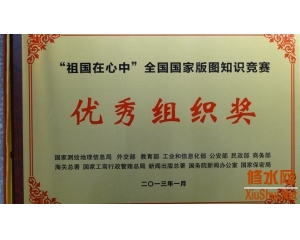 “祖国在心中”全国国家版图知识竞赛
优秀组织奖
国家测绘地理信息局 外交部 教育部 工业和信息化部 公安部 民政部 商务部
海关总署 国家工商行政管理总局 新闻出版总署 国务院新闻办公室 国家保密局
二〇一三年一月
修水网